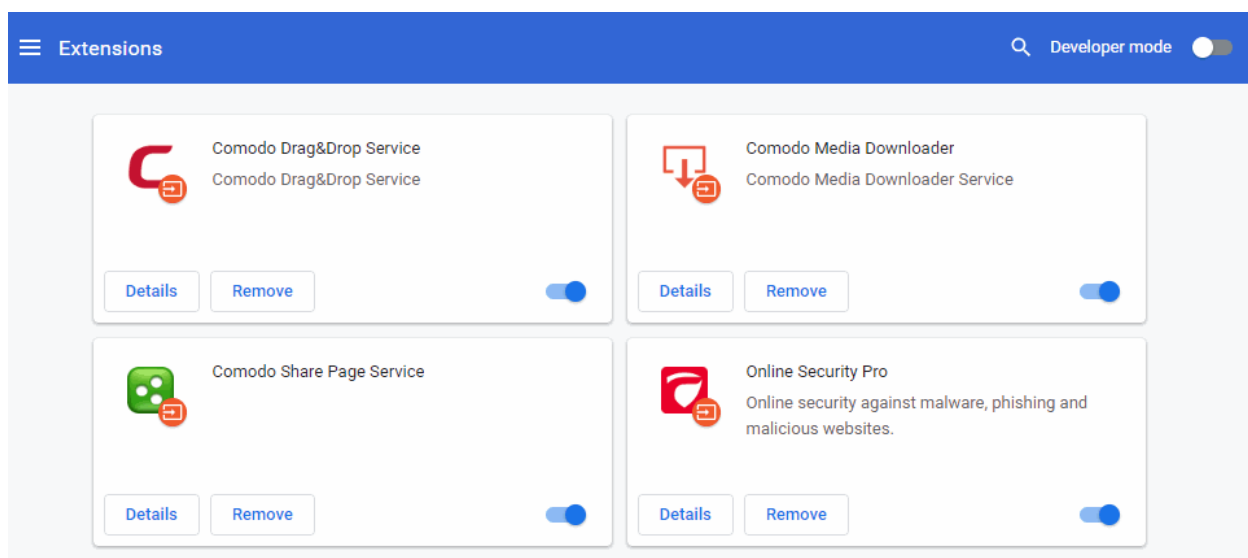 Extensions
Developer mode
Comodo Drag&Drop Service
Comodo Drag&Drop Service
Details
Remove
Comodo Media Downloader
Comodo Media Downloader Service
Details
Remove
Comodo Share Page Service
Details
Remove
Online Security Pro
Online security against malware, phishing and
malicious websites.
Details
Remove